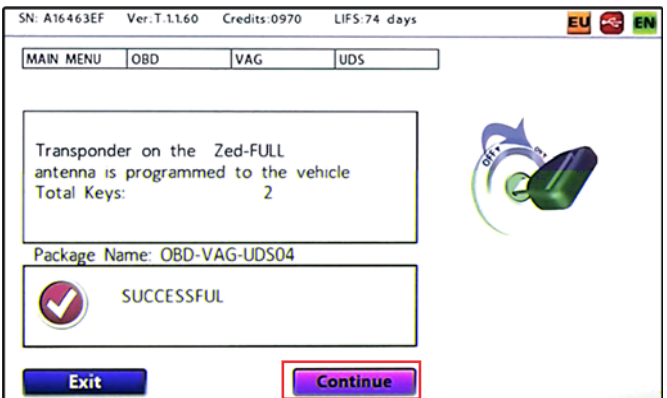 SN: A16463EF Ver:T.1.1.60 Credits:0970 LIFS:74 days EU EN
MAIN MENU OBD VAG UDS
Transponder on the Zed-FULL
antenna is programmed to the vehicle
Total Keys: 2
OFF ON
Package Name: OBD-VAG-UDS04
SUCCESSFUL
Exit Continue